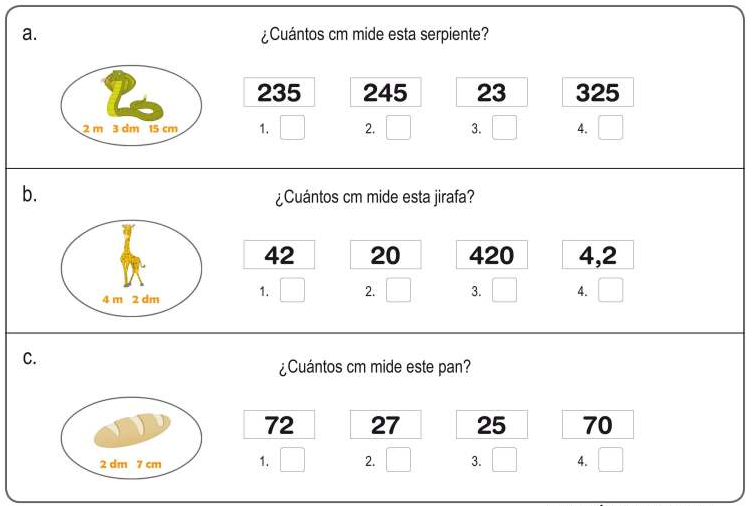 a.
¿Cuántos cm mide esta serpiente?
235 245 23 325
2 m 3 dm 15 cm
1. 2. 3. 4.
b.
¿Cuántos cm mide esta jirafa?
42 20 420 4,2
4 m 2 dm
1. 2. 3. 4.
c.
¿Cuántos cm mide este pan?
72 27 25 70
2 dm 7 cm
1. 2. 3. 4.